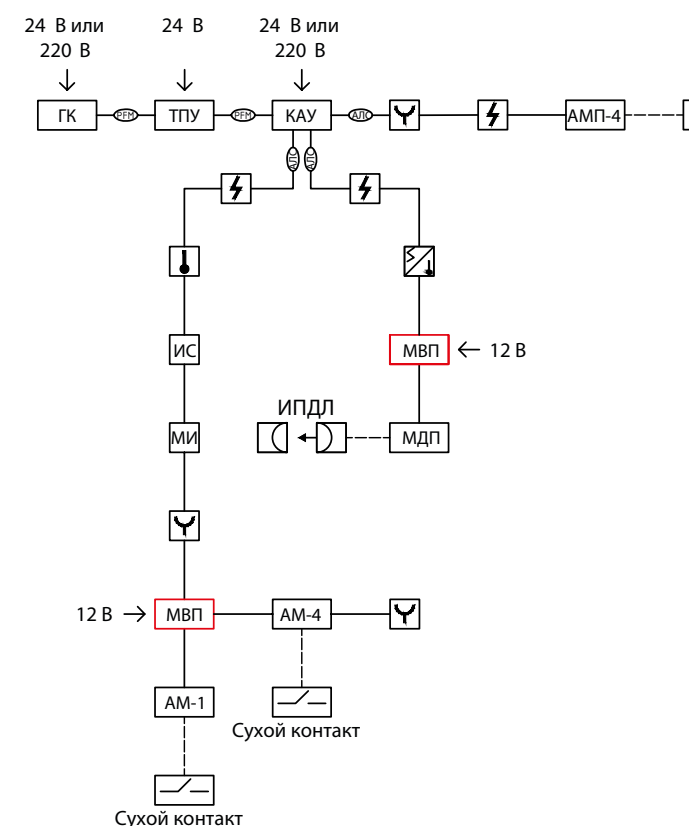 24 В или
220 В
24 В
24 В или
220 В
ГК
PFM
ТПУ
PFM
КАУ
АЛС
АМП-4
АЛС
АЛС
ИС
МВП
12 В
ИПДЛ
МИ
МДП
12 В
МВП
АМ-4
АМ-1
Сухой контакт
Сухой контакт